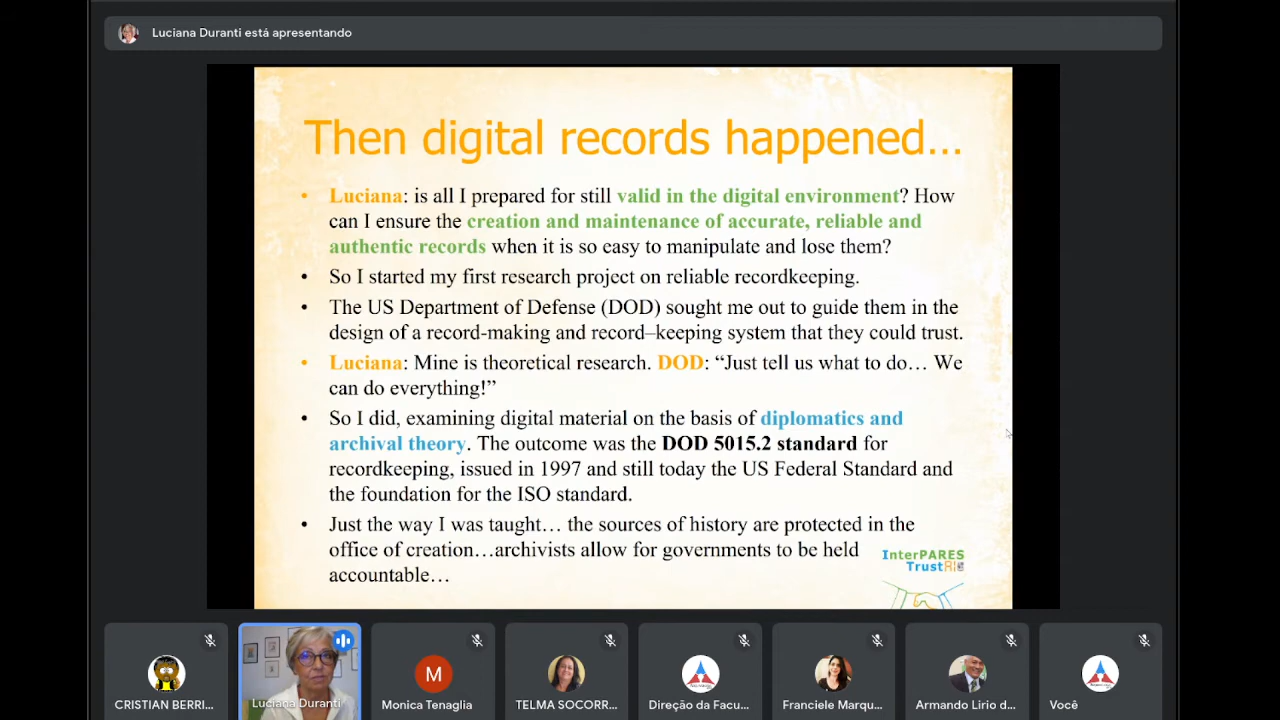 Luciana Duranti está apresentando
Then digital records happened…
• Luciana: is all I prepared for still valid in the digital environment? How
can I ensure the creation and maintenance of accurate, reliable and
authentic records when it is so easy to manipulate and lose them?
• So I started my first research project on reliable recordkeeping.
• The US Department of Defense (DOD) sought me out to guide them in the
design of a record-making and record–keeping system that they could trust.
• Luciana: Mine is theoretical research. DOD: “Just tell us what to do… We
can do everything!”
• So I did, examining digital material on the basis of diplomatics and
archival theory. The outcome was the DOD 5015.2 standard for
recordkeeping, issued in 1997 and still today the US Federal Standard and
the foundation for the ISO standard.
• Just the way I was taught… the sources of history are protected in the
office of creation…archivists allow for governments to be held
accountable…
InterPARES
Trust
CRISTIAN BERRI...
Luciana Duranti
M
Monica Tenaglia
TELMA SOCORR...
Direção da Facu...
Franciele Marqu...
Armando Lirio d...
Você